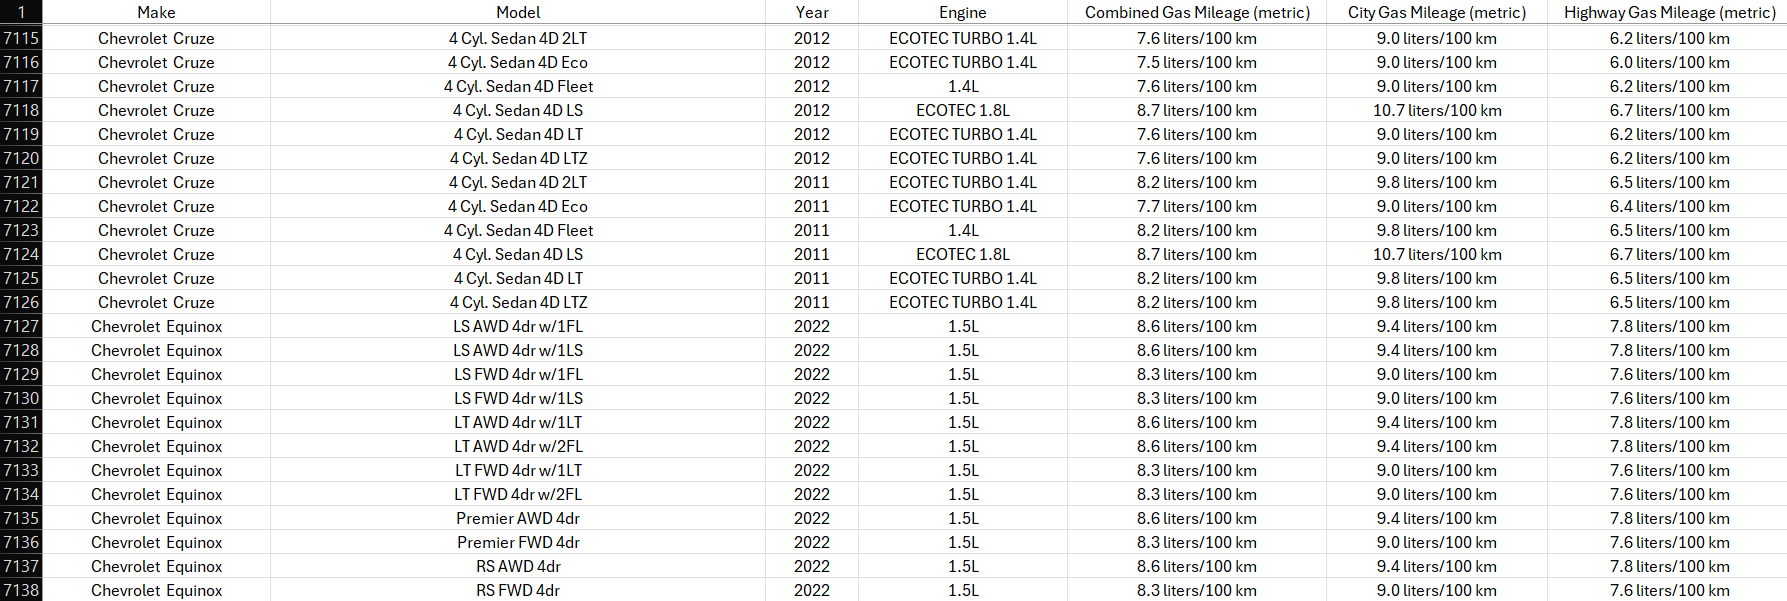 1 Make Model Year Engine Combined Gas Mileage (metric) City Gas Mileage (metric) Highway Gas Mileage (metric)
7115 Chevrolet Cruze 4 Cyl. Sedan 4D 2LT 2012 ECOTEC TURBO 1.4L 7.6 liters/100 km 9.0 liters/100 km 6.2 liters/100 km
7116 Chevrolet Cruze 4 Cyl. Sedan 4D Eco 2012 ECOTEC TURBO 1.4L 7.5 liters/100 km 9.0 liters/100 km 6.0 liters/100 km
7117 Chevrolet Cruze 4 Cyl. Sedan 4D Fleet 2012 1.4L 7.6 liters/100 km 9.0 liters/100 km 6.2 liters/100 km
7118 Chevrolet Cruze 4 Cyl. Sedan 4D LS 2012 ECOTEC 1.8L 8.7 liters/100 km 10.7 liters/100 km 6.7 liters/100 km
7119 Chevrolet Cruze 4 Cyl. Sedan 4D LT 2012 ECOTEC TURBO 1.4L 7.6 liters/100 km 9.0 liters/100 km 6.2 liters/100 km
7120 Chevrolet Cruze 4 Cyl. Sedan 4D LTZ 2012 ECOTEC TURBO 1.4L 7.6 liters/100 km 9.0 liters/100 km 6.2 liters/100 km
7121 Chevrolet Cruze 4 Cyl. Sedan 4D 2LT 2011 ECOTEC TURBO 1.4L 8.2 liters/100 km 9.8 liters/100 km 6.5 liters/100 km
7122 Chevrolet Cruze 4 Cyl. Sedan 4D Eco 2011 ECOTEC TURBO 1.4L 7.7 liters/100 km 9.0 liters/100 km 6.4 liters/100 km
7123 Chevrolet Cruze 4 Cyl. Sedan 4D Fleet 2011 1.4L 8.2 liters/100 km 9.8 liters/100 km 6.5 liters/100 km
7124 Chevrolet Cruze 4 Cyl. Sedan 4D LS 2011 ECOTEC 1.8L 8.7 liters/100 km 10.7 liters/100 km 6.7 liters/100 km
7125 Chevrolet Cruze 4 Cyl. Sedan 4D LT 2011 ECOTEC TURBO 1.4L 8.2 liters/100 km 9.8 liters/100 km 6.5 liters/100 km
7126 Chevrolet Cruze 4 Cyl. Sedan 4D LTZ 2011 ECOTEC TURBO 1.4L 8.2 liters/100 km 9.8 liters/100 km 6.5 liters/100 km
7127 Chevrolet Equinox LS AWD 4dr w/1FL 2022 1.5L 8.6 liters/100 km 9.4 liters/100 km 7.8 liters/100 km
7128 Chevrolet Equinox LS AWD 4dr w/1LS 2022 1.5L 8.6 liters/100 km 9.4 liters/100 km 7.8 liters/100 km
7129 Chevrolet Equinox LS FWD 4dr w/1FL 2022 1.5L 8.3 liters/100 km 9.0 liters/100 km 7.6 liters/100 km
7130 Chevrolet Equinox LS FWD 4dr w/1LS 2022 1.5L 8.3 liters/100 km 9.0 liters/100 km 7.6 liters/100 km
7131 Chevrolet Equinox LT AWD 4dr w/1LT 2022 1.5L 8.6 liters/100 km 9.4 liters/100 km 7.8 liters/100 km
7132 Chevrolet Equinox LT AWD 4dr w/2FL 2022 1.5L 8.6 liters/100 km 9.4 liters/100 km 7.8 liters/100 km
7133 Chevrolet Equinox LT FWD 4dr w/1LT 2022 1.5L 8.3 liters/100 km 9.0 liters/100 km 7.6 liters/100 km
7134 Chevrolet Equinox LT FWD 4dr w/2FL 2022 1.5L 8.3 liters/100 km 9.0 liters/100 km 7.6 liters/100 km
7135 Chevrolet Equinox Premier AWD 4dr 2022 1.5L 8.6 liters/100 km 9.4 liters/100 km 7.8 liters/100 km
7136 Chevrolet Equinox Premier FWD 4dr 2022 1.5L 8.3 liters/100 km 9.0 liters/100 km 7.6 liters/100 km
7137 Chevrolet Equinox RS AWD 4dr 2022 1.5L 8.6 liters/100 km 9.4 liters/100 km 7.8 liters/100 km
7138 Chevrolet Equinox RS FWD 4dr 2022 1.5L 8.3 liters/100 km 9.0 liters/100 km 7.6 liters/100 km